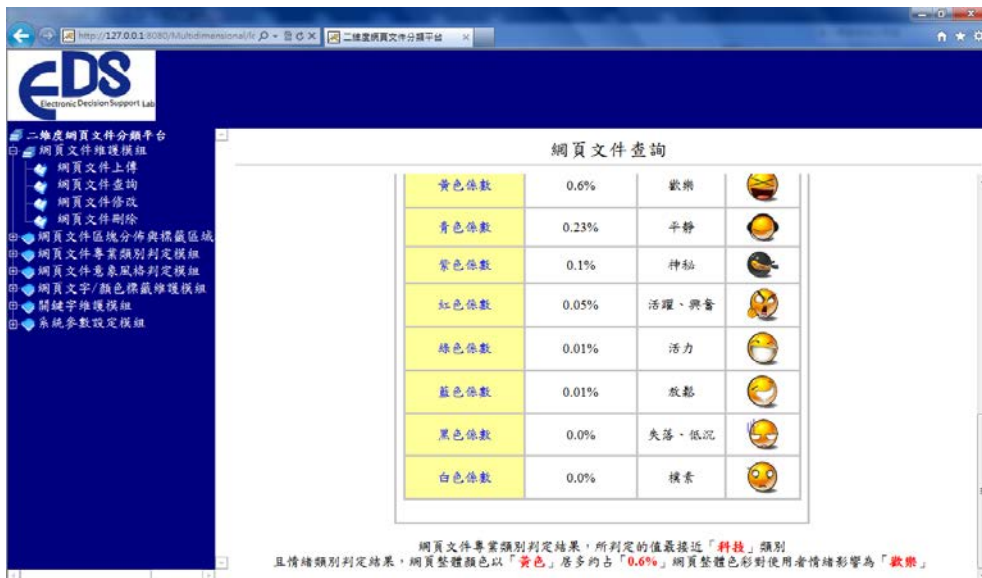 http://127.0.0.1:8080/Multidimensional/
二維度網頁文件分類平台
EDS
Electronic Decision Support Lab
二維度網頁文件分類平台
網頁文件維護模組
網頁文件上傳
網頁文件查詢
網頁文件修改
網頁文件刪除
網頁文件區塊分佈與標籤區域
網頁文件專業類別判定模組
網頁文件意象風格判定模組
網頁文字/顏色標籤維護模組
關鍵字維護模組
系統參數設定模組
網頁文件查詢
黃色係數 0.6% 歡樂
青色係數 0.23% 平靜
紫色係數 0.1% 神秘
紅色係數 0.05% 活躍、興奮
綠色係數 0.01% 活力
藍色係數 0.01% 放鬆
黑色係數 0.0% 失落、低沉
白色係數 0.0% 樸素
網頁文件專業類別判定結果,所判定的值最接近「科技」類別
且情緒類別判定結果,網頁整體顏色以「黃色」居多約占「0.6%」網頁整體色彩對使用者情緒影響為「歡樂」